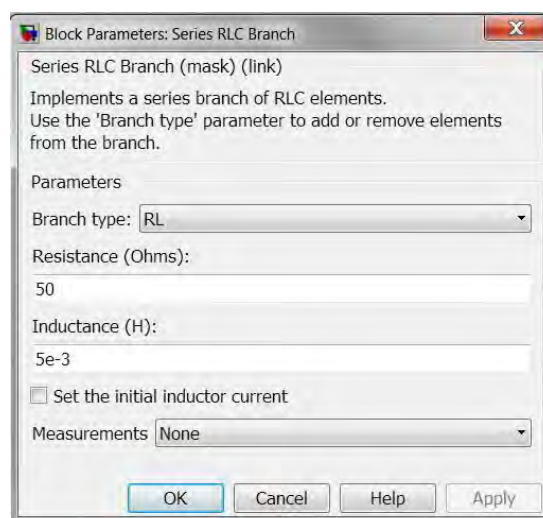 Block Parameters: Series RLC Branch
Series RLC Branch (mask) (link)
Implements a series branch of RLC elements.
Use the 'Branch type' parameter to add or remove elements
from the branch.
Parameters
Branch type: RL
Resistance (Ohms):
50
Inductance (H):
5e-3
Set the initial inductor current
Measurements None
OK Cancel Help Apply